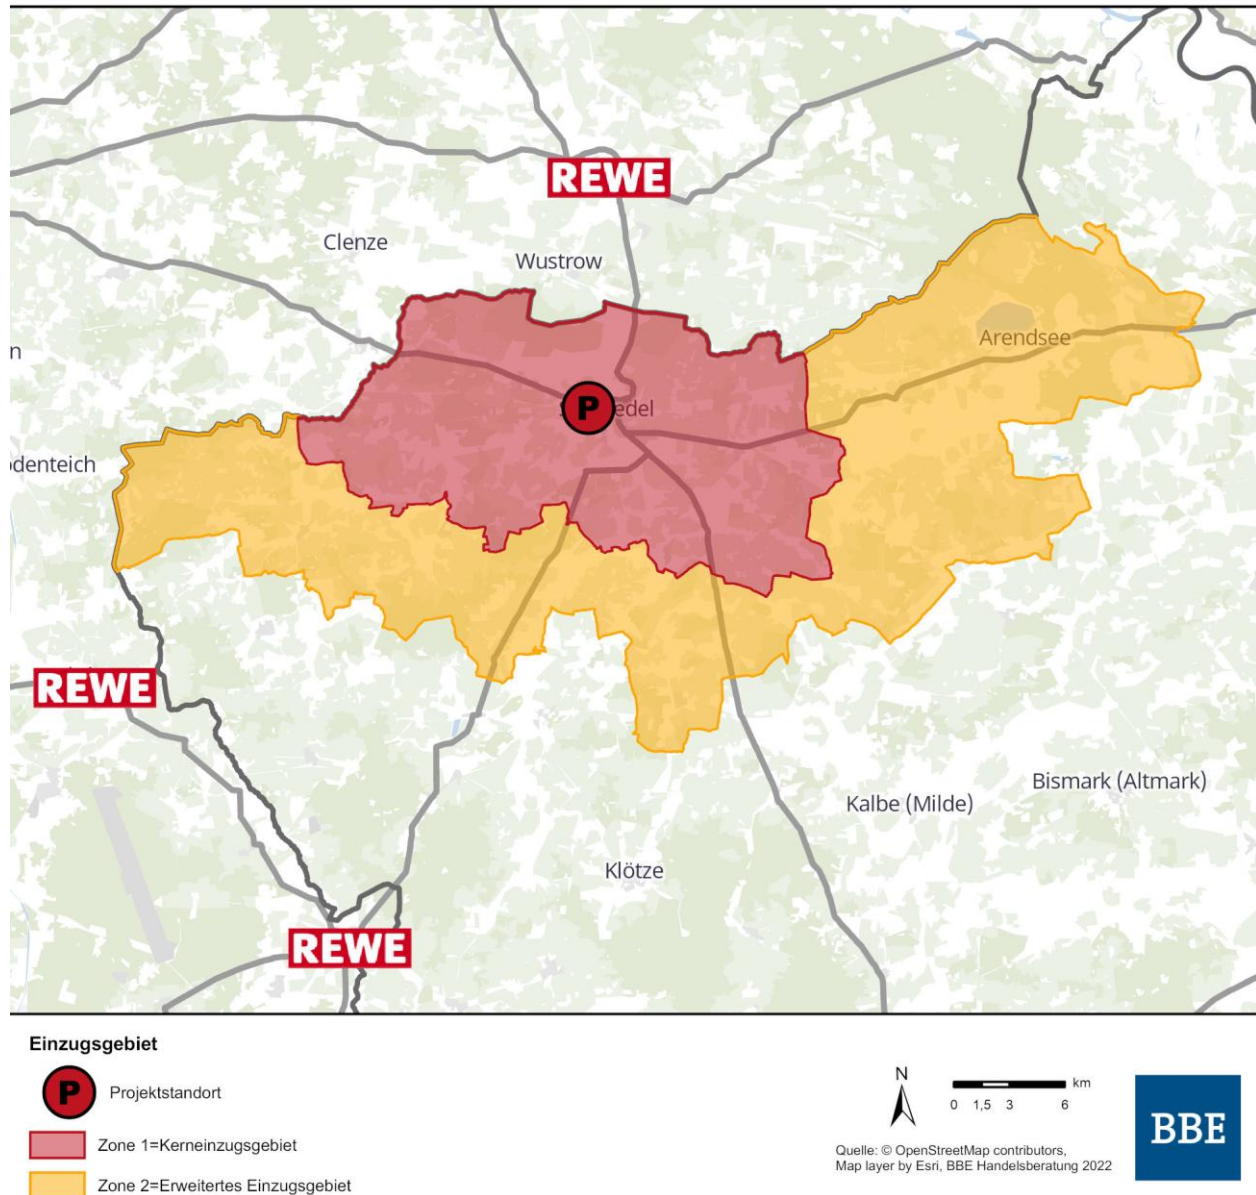 REWE
Clenze
Wustrow
Arendsee
P
edel
n
odenteich
REWE
Bismark (Altmark)
Kalbe (Milde)
Klötze
REWE
Einzugsgebiet
P Projektstandort
Zone 1=Kerneinzugsgebiet
Zone 2=Erweitertes Einzugsgebiet
N
km
0 1,5 3 6
Quelle: © OpenStreetMap contributors,
Map layer by Esri, BBE Handelsberatung 2022
BBE